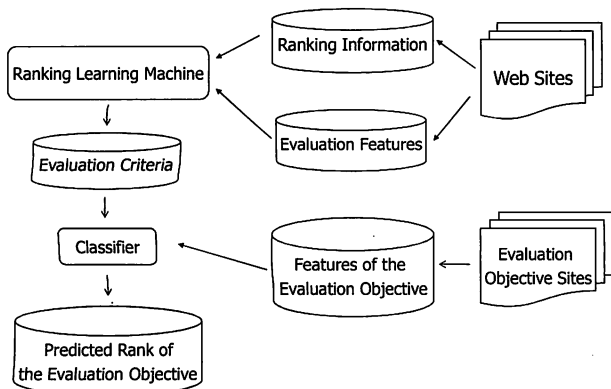 Ranking Information
Ranking Learning Machine
Web Sites
Evaluation Features
Evaluation Criteria
Classifier
Features of the
Evaluation Objective
Evaluation
Objective Sites
Predicted Rank of
the Evaluation Objective